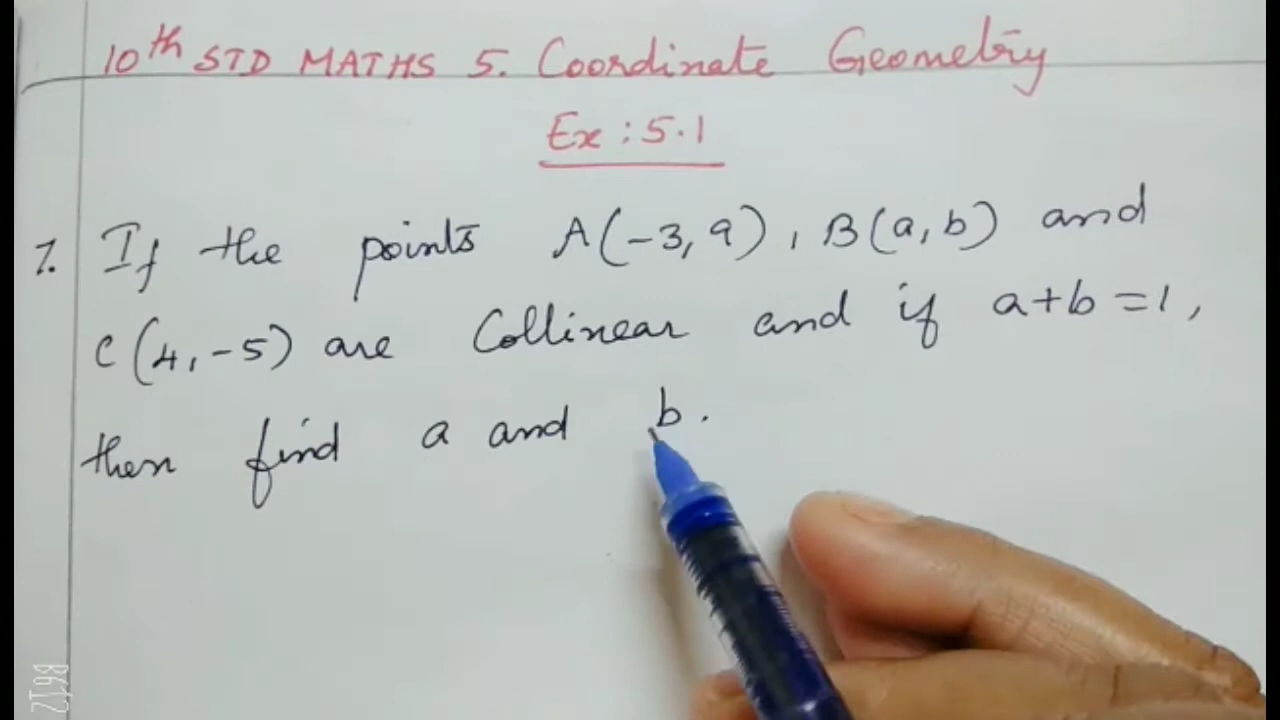 10th STD MATHS 5. Coordinate Geometry
Ex : 5.1
7. If the points A(-3, 9), B(a, b) and
C(4, -5) are Collinear and if a+b=1,
then find a and b.